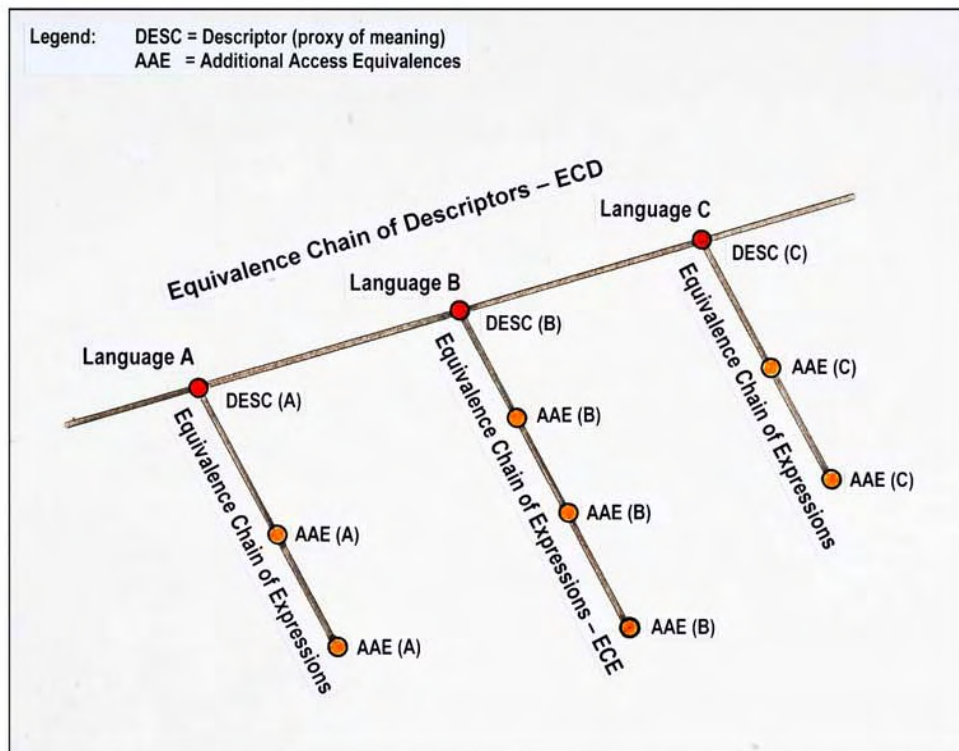 Legend: DESC = Descriptor (proxy of meaning)
AAE = Additional Access Equivalences
Equivalence Chain of Descriptors – ECD
Language C
DESC (C)
Language B
DESC (B)
Language A
DESC (A)
Equivalence Chain of Expressions
AAE (A)
AAE (A)
Equivalence Chain of Expressions – ECE
AAE (B)
AAE (B)
AAE (B)
Equivalence Chain of Expressions
AAE (C)
AAE (C)